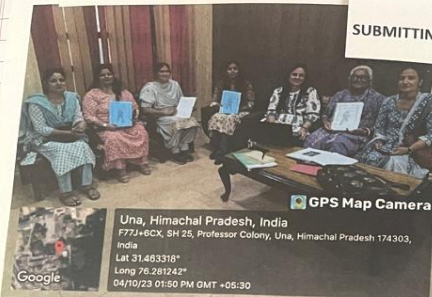 SUBMITTIN
GPS Map Camera
Una, Himachal Pradesh, India
F77J+6CX, SH 25, Professor Colony, Una, Himachal Pradesh 174303,
India
Lat 31.463318°
Long 76.281242°
04/10/23 01:50 PM GMT +05:30
Google